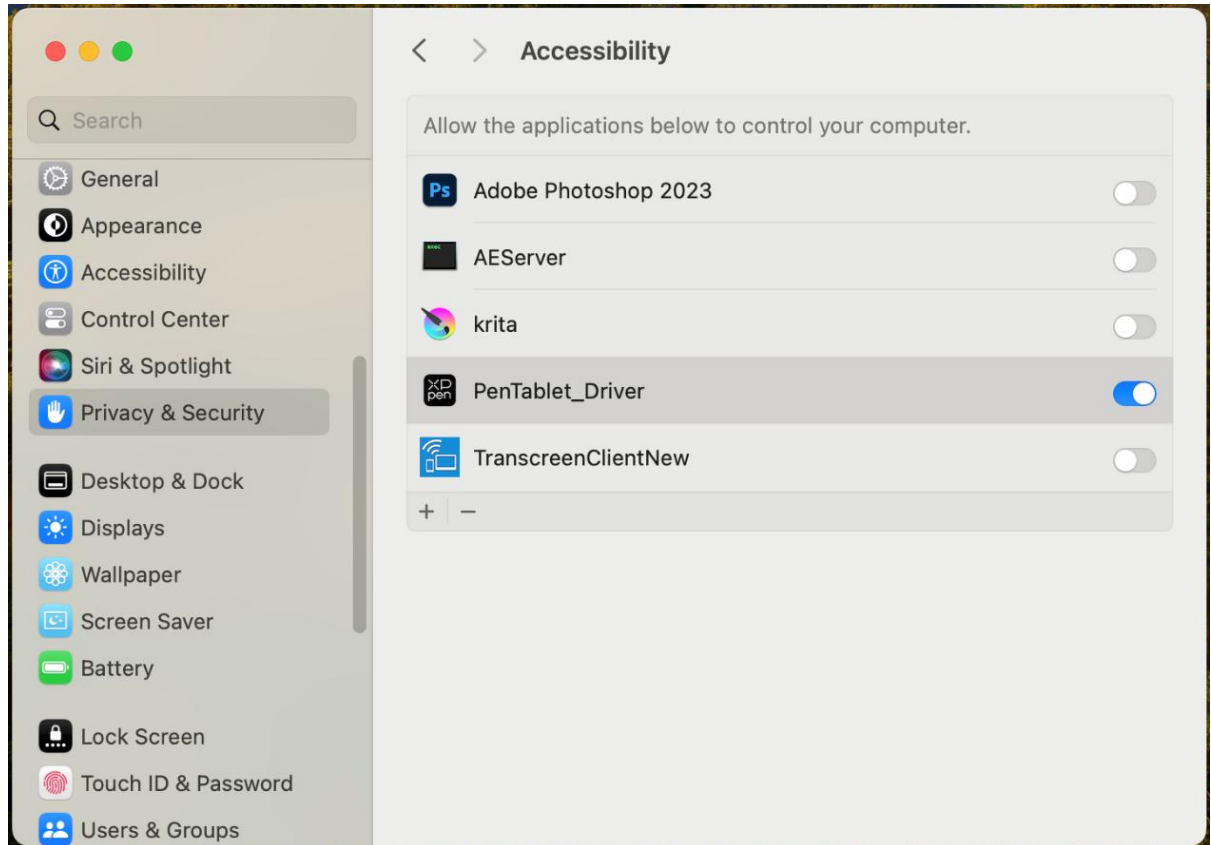 Accessibility
Search
Allow the applications below to control your computer.
General
Ps Adobe Photoshop 2023
Appearance
exec AEServer
Accessibility
Control Center
krita
Siri & Spotlight
XP pen PenTablet_Driver
Privacy & Security
TranscreenClientNew
Desktop & Dock
Displays
Wallpaper
Screen Saver
Battery
Lock Screen
Touch ID & Password
Users & Groups